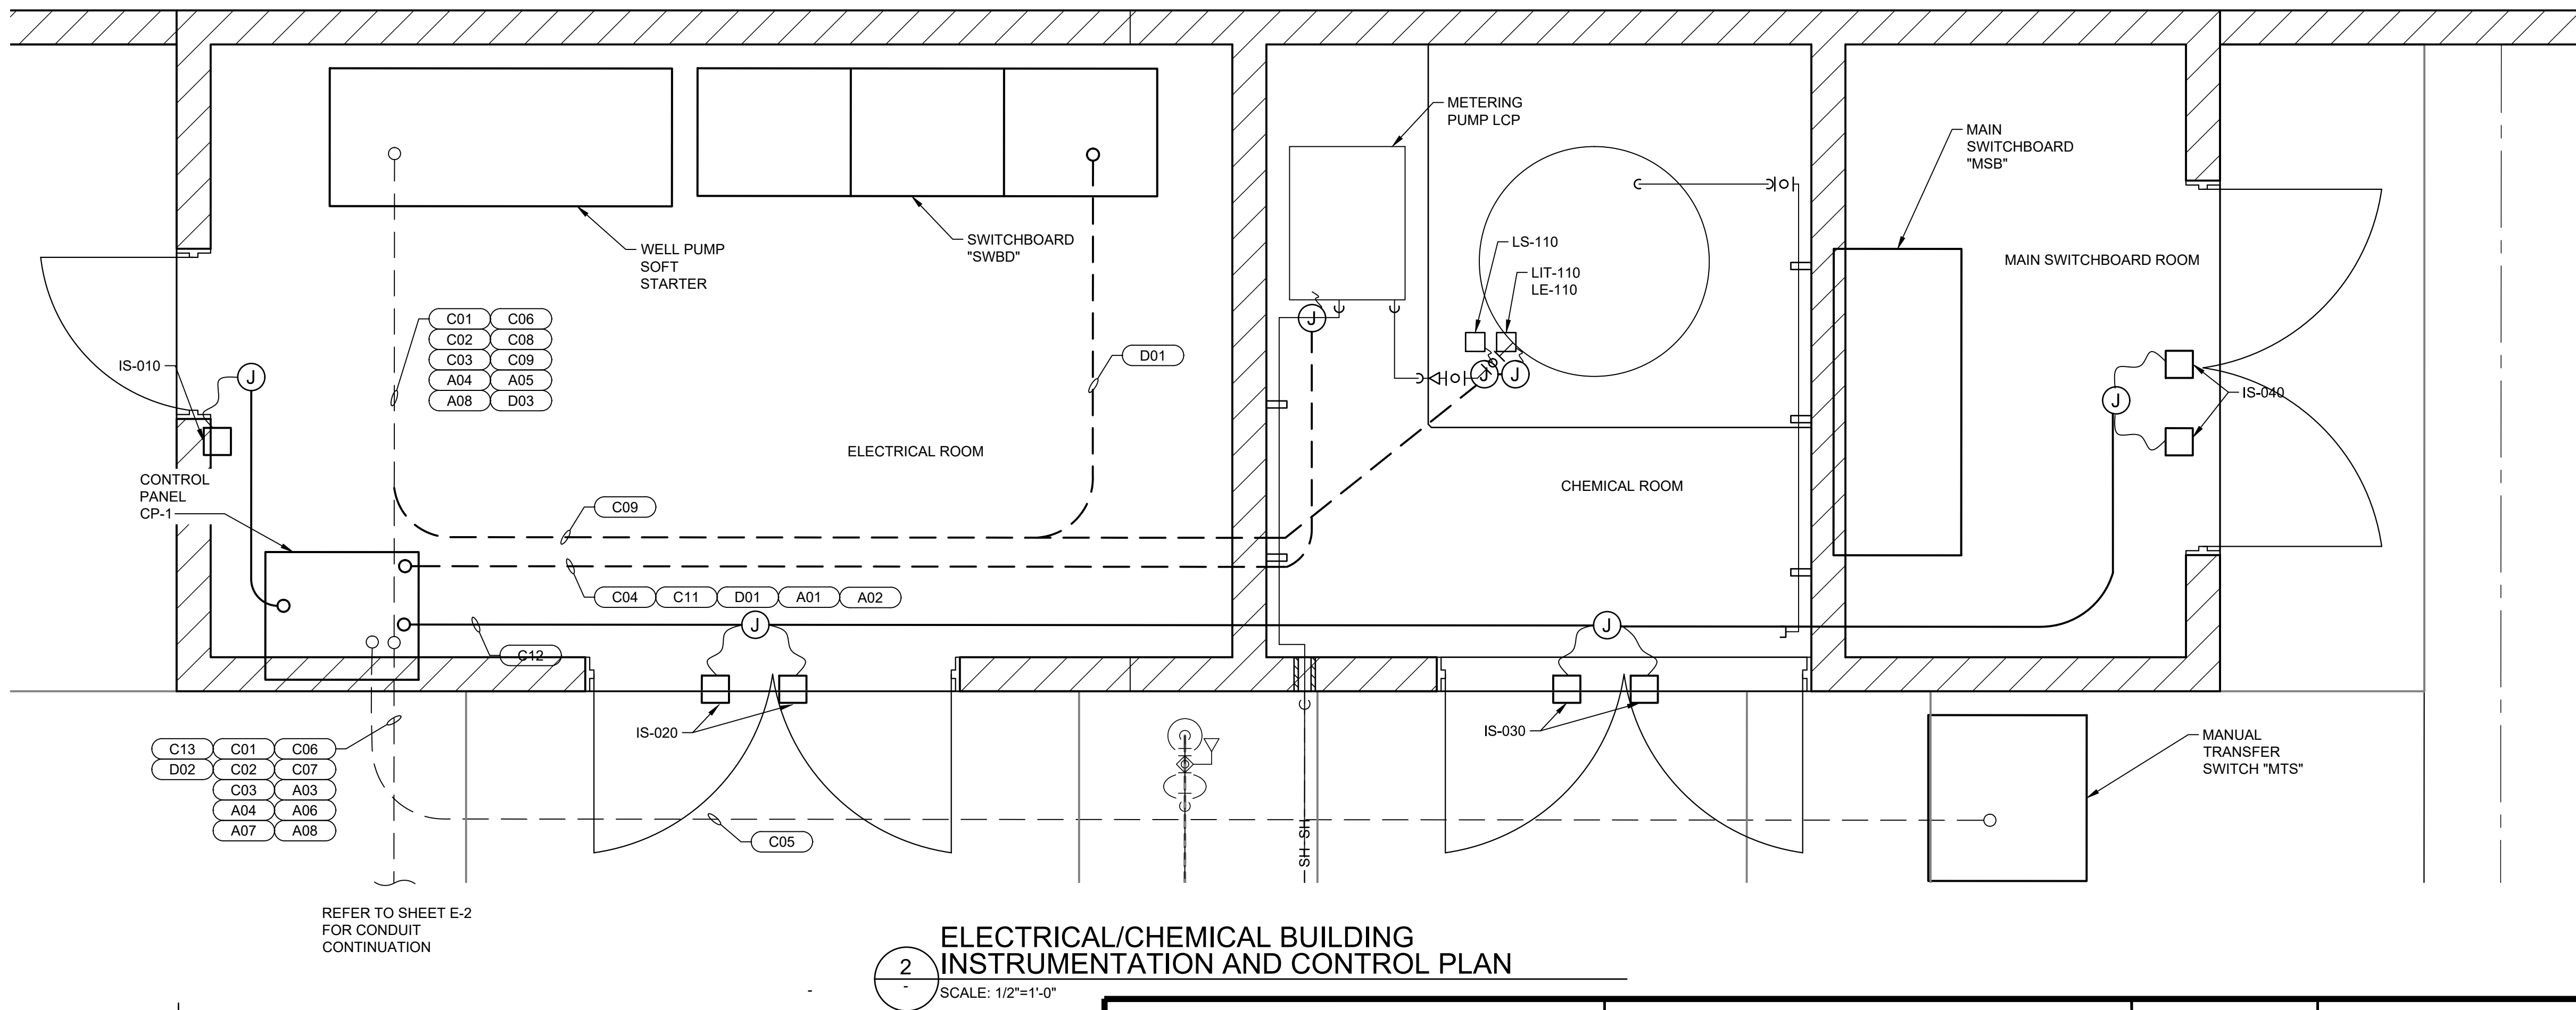 METERING
PUMP LCP
MAIN
SWITCHBOARD
"MSB"
WELL PUMP
SOFT
STARTER
SWITCHBOARD
"SWBD"
LS-110
LIT-110
LE-110
MAIN SWITCHBOARD ROOM
C01 C06
C02 C08
C03 C09
A04 A05
A08 D03
D01
J
IS-010
J
J J
J
IS-040
ELECTRICAL ROOM
CONTROL
PANEL
CP-1
C09
CHEMICAL ROOM
C04 C11 D01 A01 A02
J
J
C12
IS-020
IS-030
MANUAL
TRANSFER
SWITCH "MTS"
C13 C01 C06
D02 C02 C07
C03 A03
A04 A06
A07 A08
C05
SH SH
REFER TO SHEET E-2
FOR CONDUIT
CONTINUATION
2
-
ELECTRICAL/CHEMICAL BUILDING
INSTRUMENTATION AND CONTROL PLAN
SCALE: 1/2"=1'-0"
-